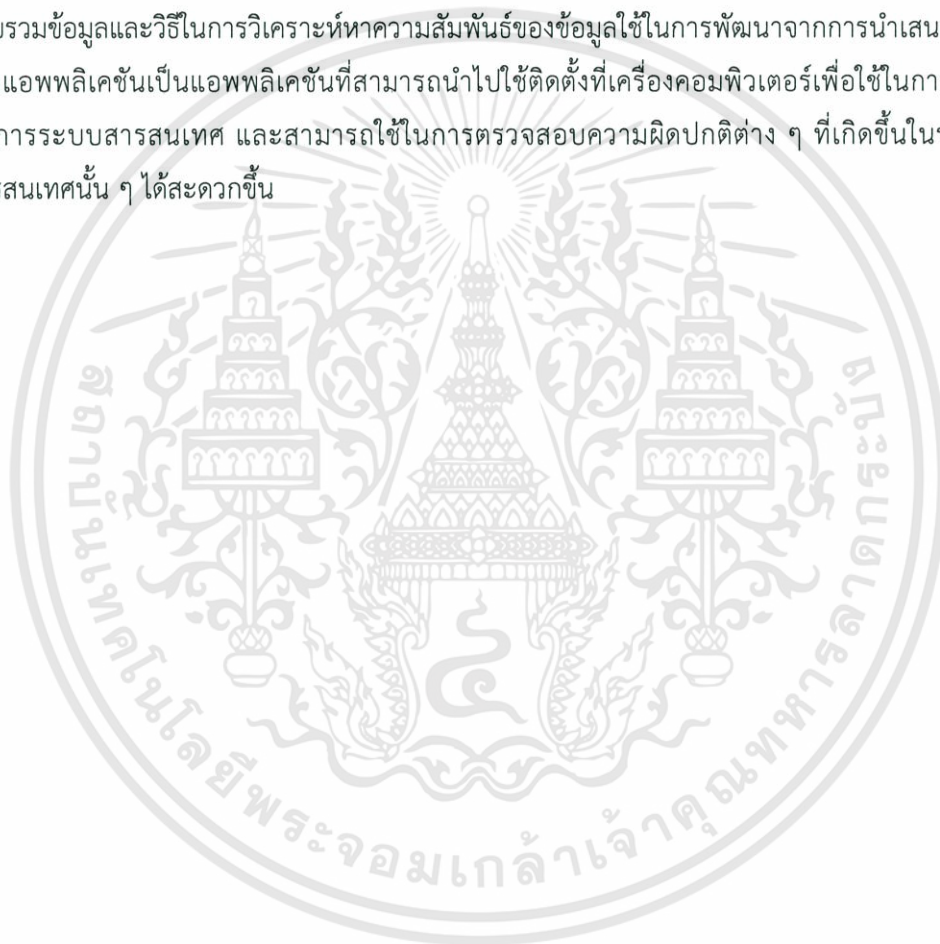 บรวมข้อมูลและวิธีในการวิเคราะห์หาความสัมพันธ์ของข้อมูลใช้ในการพัฒนาจากการนำเสน
แอพพลิเคชันเป็นแอพพลิเคชันที่สามารถนำไปใช้ติดตั้งที่เครื่องคอมพิวเตอร์เพื่อใช้ในกา
การระบบสารสนเทศ และสามารถใช้ในการตรวจสอบความผิดปกติต่าง ๆ ที่เกิดขึ้นใน
รสนเทศนั้น ๆ ได้สะดวกขึ้น
สถาบันเทคโนโลยีพระจอมเกล้าเจ้าคุณทหารลาดกระบัง
๔